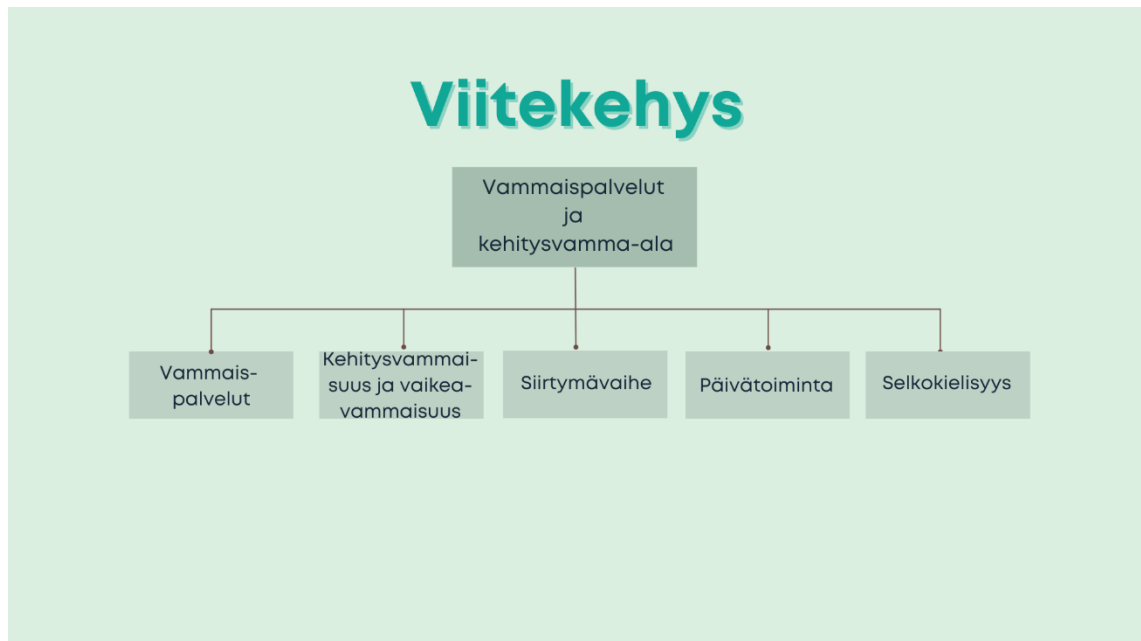 Viitekehys
Vammaispalvelut
ja
kehitysvamma-ala
Vammais-
palvelut
Kehitysvammai-
suus ja vaikea-
vammaisuus
Siirtymävaihe
Päivätoiminta
Selkokielisyys